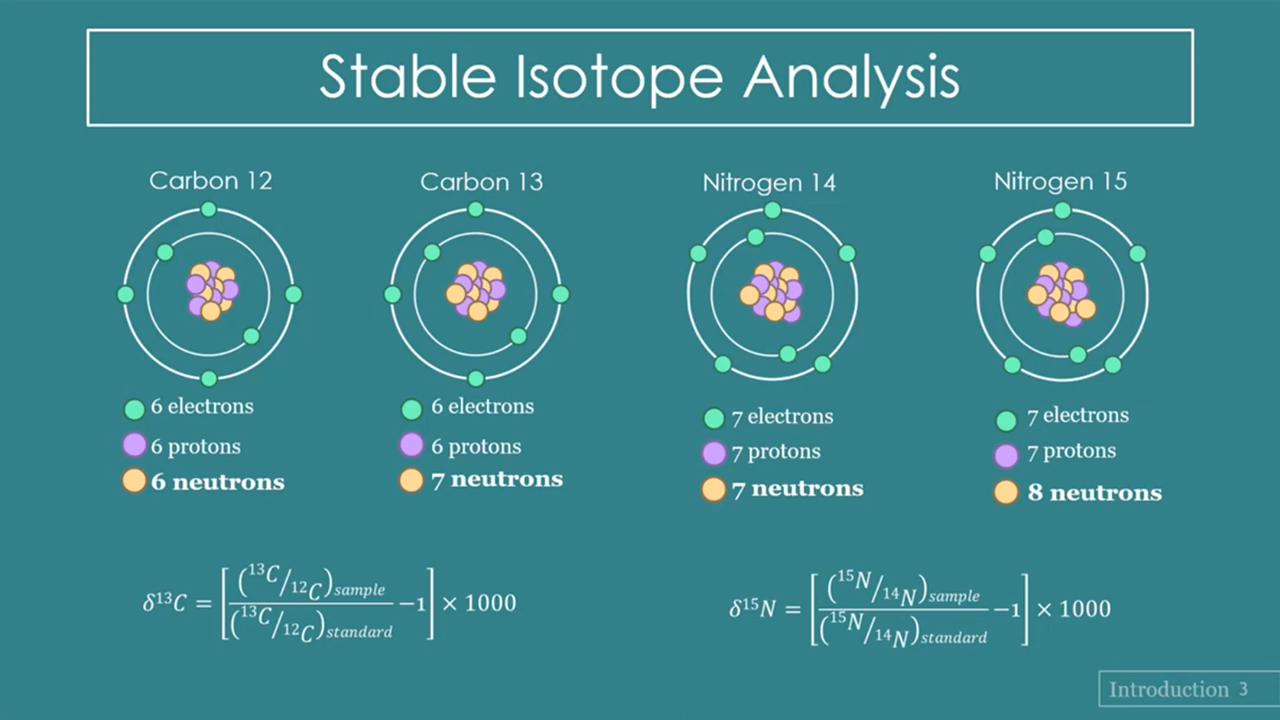 Stable Isotope Analysis
Carbon 12
6 electrons
6 protons
6 neutrons
Carbon 13
6 electrons
6 protons
7 neutrons
Nitrogen 14
7 electrons
7 protons
7 neutrons
Nitrogen 15
7 electrons
7 protons
8 neutrons
δ¹³C = [(¹³C/₁₂C)sample / (¹³C/₁₂C)standard −1] × 1000
δ¹⁵N = [(¹⁵N/₁₄N)sample / (¹⁵N/₁₄N)standard −1] × 1000
Introduction 3